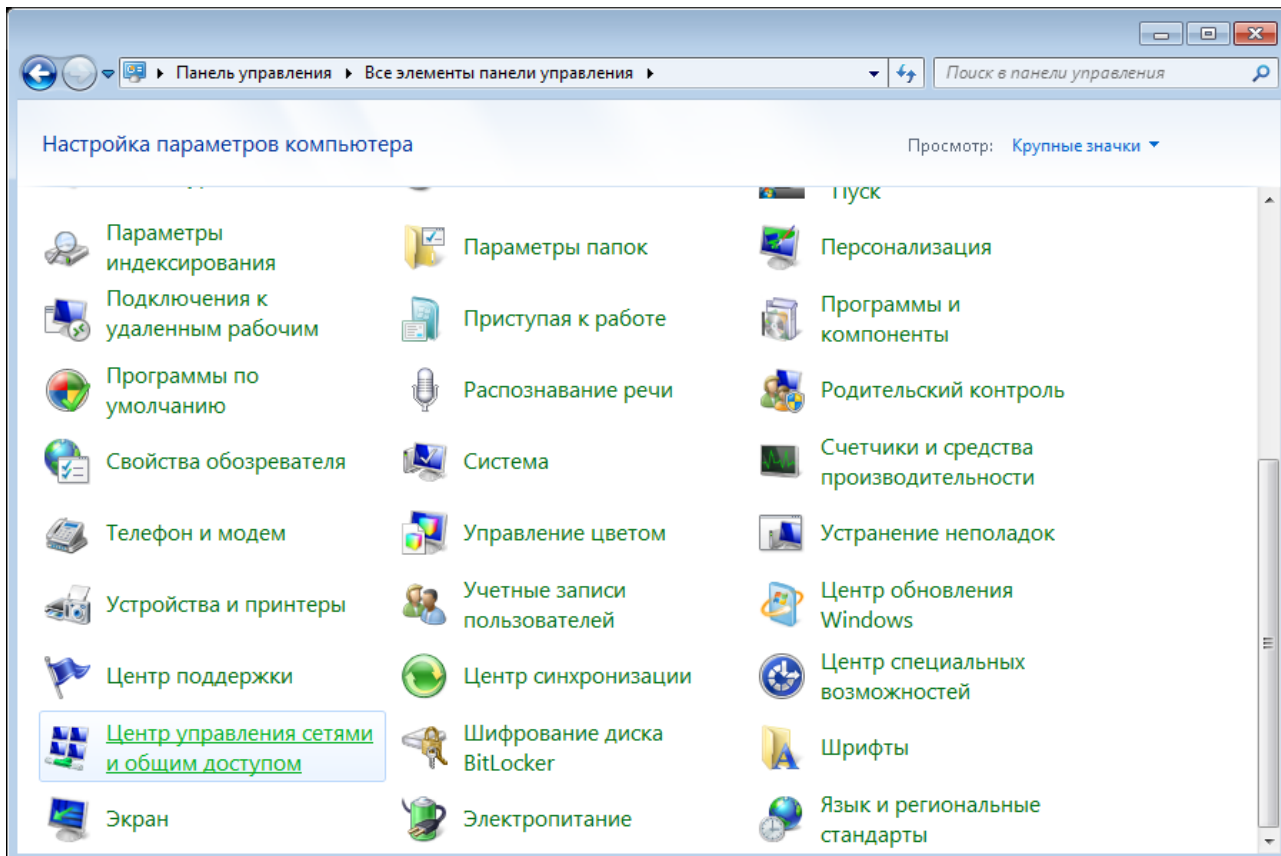 Панель управления ▸ Все элементы панели управления ▸
Поиск в панели управления
Настройка параметров компьютера
Просмотр: Крупные значки
Пуск
Параметры
индексирования
Параметры папок
Персонализация
Подключения к
удаленным рабочим
Приступая к работе
Программы и
компоненты
Программы по
умолчанию
Распознавание речи
Родительский контроль
Свойства обозревателя
Система
Счетчики и средства
производительности
Телефон и модем
Управление цветом
Устранение неполадок
Устройства и принтеры
Учетные записи
пользователей
Центр обновления
Windows
Центр поддержки
Центр синхронизации
Центр специальных
возможностей
Центр управления сетями
и общим доступом
Шифрование диска
BitLocker
Шрифты
Экран
Электропитание
Язык и региональные
стандарты